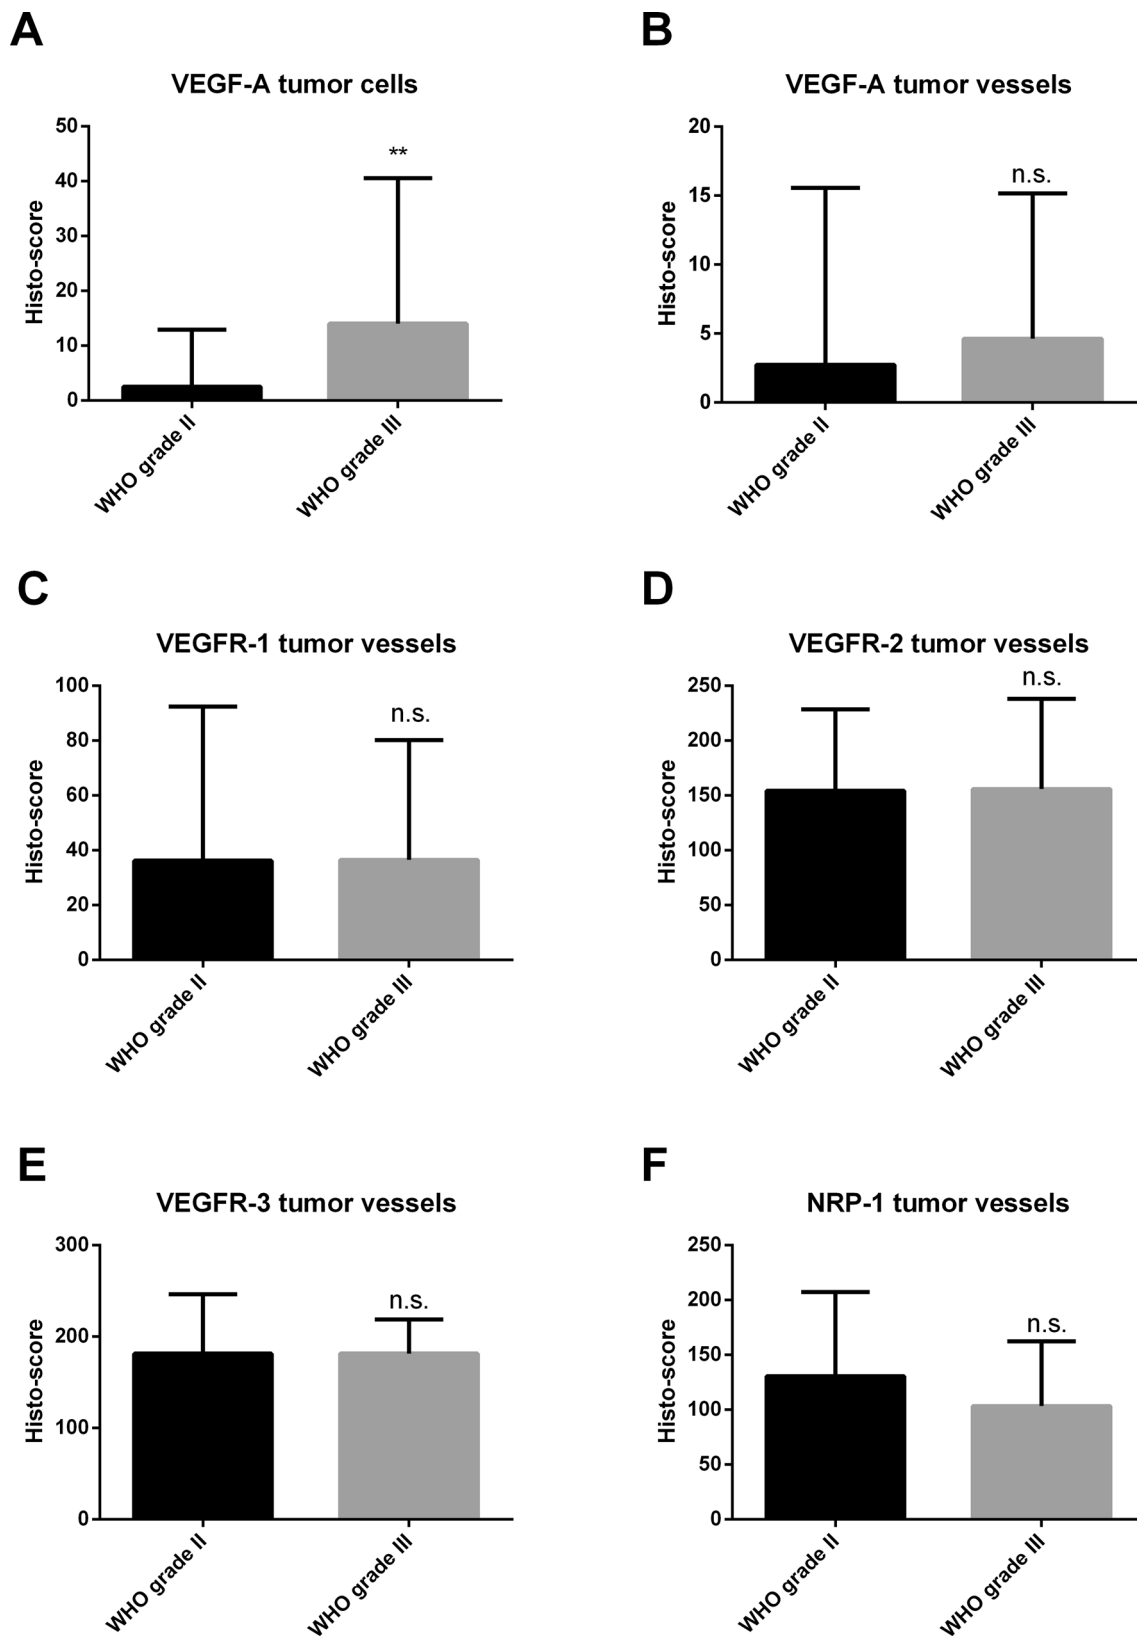 A
VEGF-A tumor cells
50
40
30
20
10
0
Histo-score
**
WHO grade II
WHO grade III
B
VEGF-A tumor vessels
20
15
10
5
0
Histo-score
n.s.
WHO grade II
WHO grade III
C
VEGFR-1 tumor vessels
100
80
60
40
20
0
Histo-score
n.s.
WHO grade II
WHO grade III
D
VEGFR-2 tumor vessels
250
200
150
100
50
0
Histo-score
n.s.
WHO grade II
WHO grade III
E
VEGFR-3 tumor vessels
300
200
100
0
Histo-score
n.s.
WHO grade II
WHO grade III
F
NRP-1 tumor vessels
250
200
150
100
50
0
Histo-score
n.s.
WHO grade II
WHO grade III